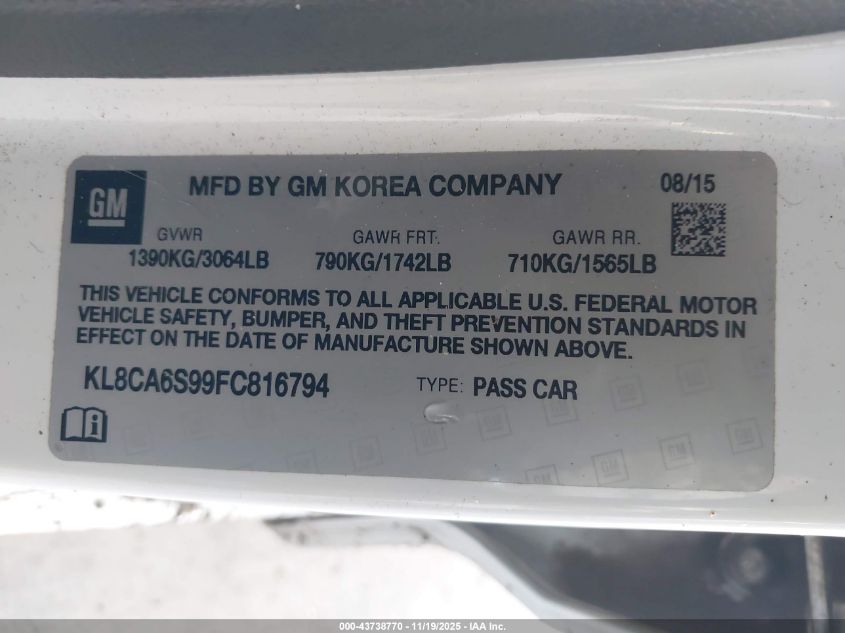 GM
MFD BY GM KOREA COMPANY 08/15
GVWR GAWR FRT. GAWR RR.
1390KG/3064LB 790KG/1742LB 710KG/1565LB
THIS VEHICLE CONFORMS TO ALL APPLICABLE U.S. FEDERAL MOTOR
VEHICLE SAFETY, BUMPER, AND THEFT PREVENTION STANDARDS IN
EFFECT ON THE DATE OF MANUFACTURE SHOWN ABOVE.
KL8CA6S99FC816794 TYPE: PASS CAR
000-43738770 - 11/19/2025 - IAA Inc.